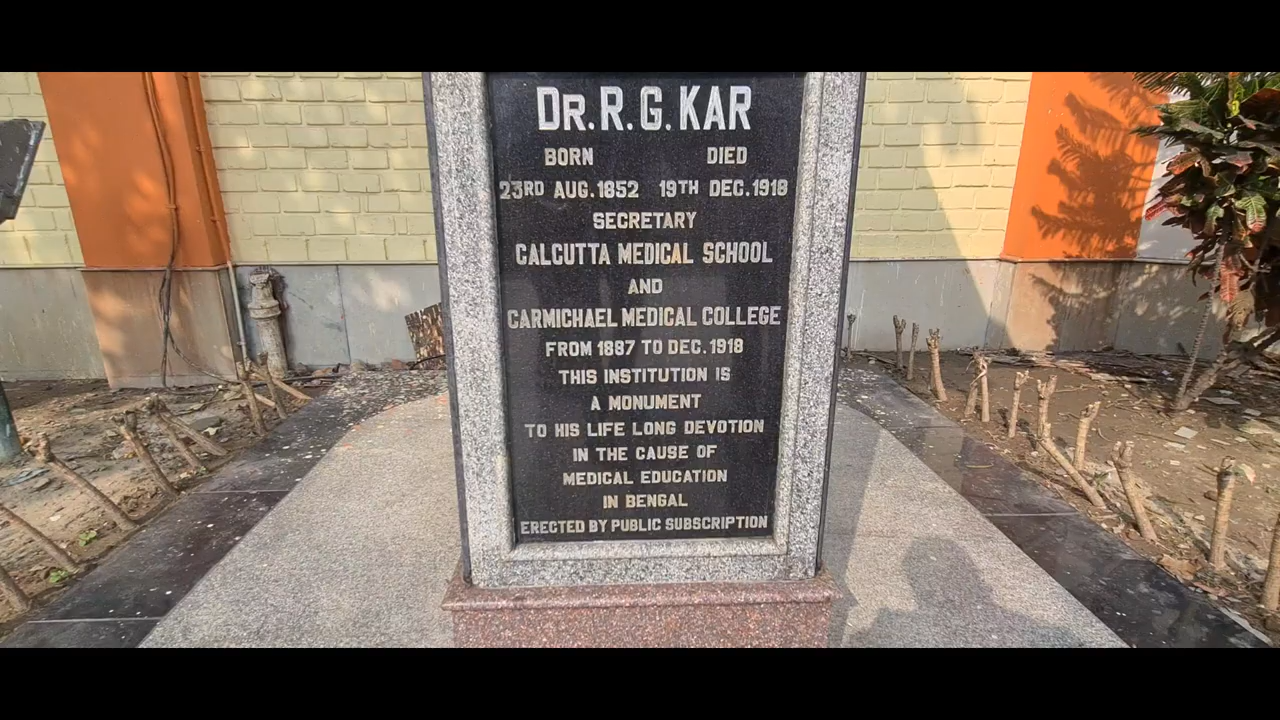 DR. R. G. KAR
BORN DIED
23RD AUG. 1852 19TH DEC. 1918
SECRETARY
CALCUTTA MEDICAL SCHOOL
AND
CARMICHAEL MEDICAL COLLEGE
FROM 1887 TO DEC. 1918
THIS INSTITUTION IS
A MONUMENT
TO HIS LIFE LONG DEVOTION
IN THE CAUSE OF
MEDICAL EDUCATION
IN BENGAL
ERECTED BY PUBLIC SUBSCRIPTION